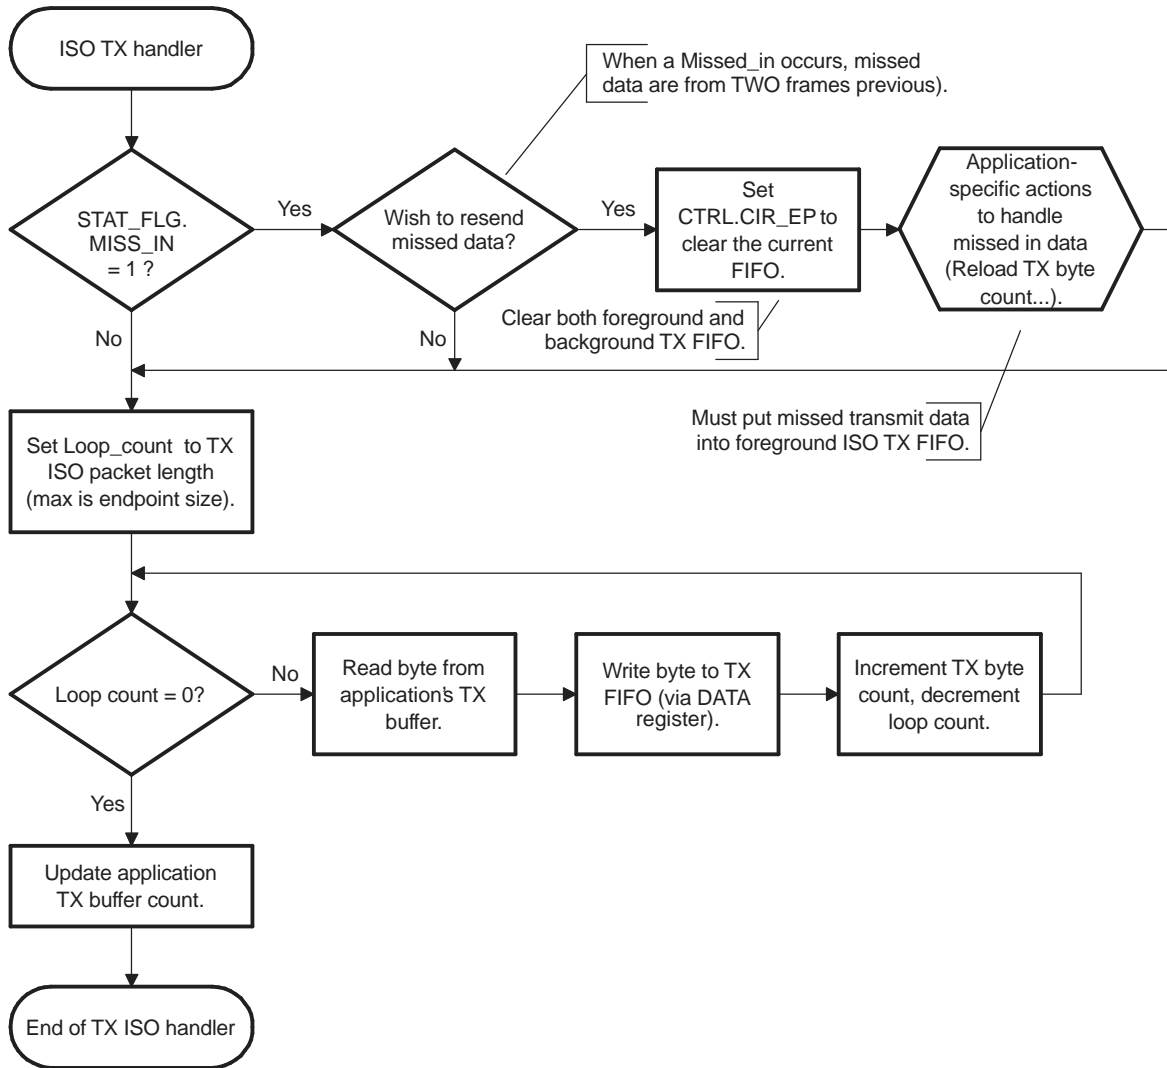 ISO TX handler
When a Missed_in occurs, missed
data are from TWO frames previous).
STAT_FLG.
MISS_IN
= 1 ?
Yes
Wish to resend
missed data?
Yes
Set
CTRL.CIR_EP to
clear the current
FIFO.
Application-
specific actions
to handle
missed in data
(Reload TX byte
count...).
No
No
Clear both foreground and
background TX FIFO.
Must put missed transmit data
into foreground ISO TX FIFO.
Set Loop_count to TX
ISO packet length
(max is endpoint size).
Loop count = 0?
No
Read byte from
application's TX
buffer.
Write byte to TX
FIFO (via DATA
register).
Increment TX byte
count, decrement
loop count.
Yes
Update application
TX buffer count.
End of TX ISO handler